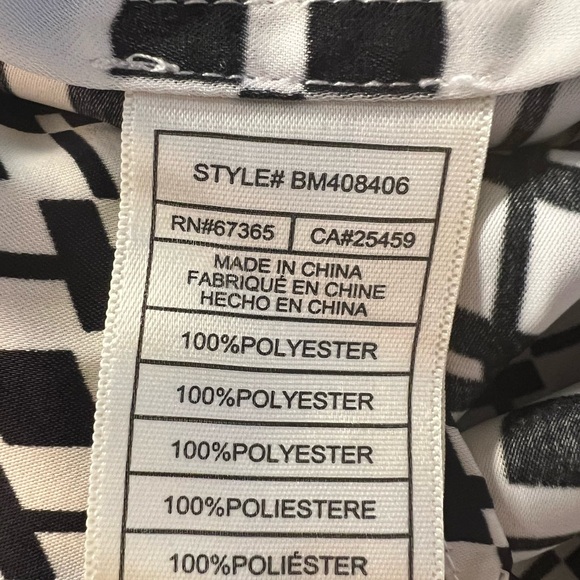 STYLE# BM408406
RN#67365 CA#25459
MADE IN CHINA
FABRIQUÉ EN CHINE
HECHO EN CHINA
100%POLYESTER
100%POLYESTER
100%POLYESTER
100%POLIESTERE
100%POLIÉSTER